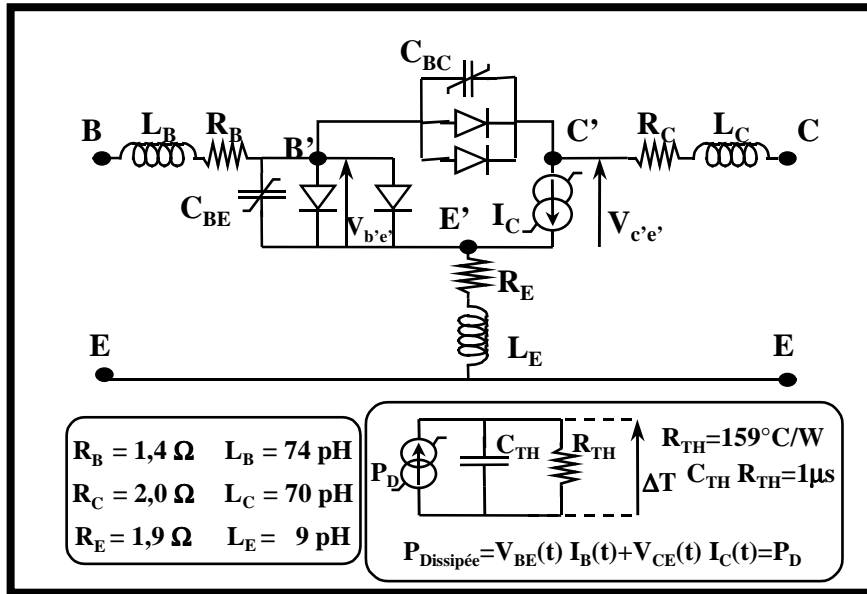 C_BC
B L_B R_B B' C' R_C L_C C
C_BE V_b'e' E' I_C V_c'e'
R_E
L_E
E E
R_B = 1,4 Ω L_B = 74 pH
R_C = 2,0 Ω L_C = 70 pH
R_E = 1,9 Ω L_E = 9 pH
P_D C_TH R_TH ΔT
R_TH=159°C/W
C_TH R_TH=1μs
P_Dissipée=V_BE(t) I_B(t)+V_CE(t) I_C(t)=P_D